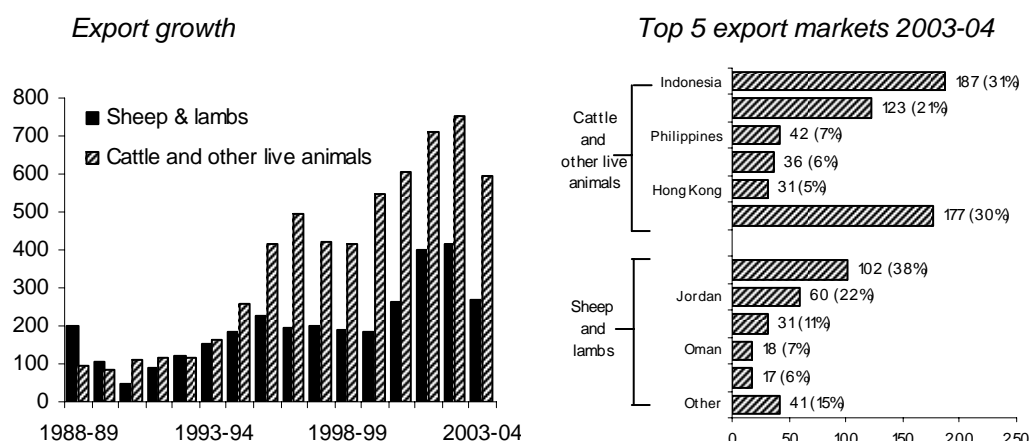 Export growth
800
700
600
500
400
300
200
100
0
Sheep & lambs
Cattle and other live animals
1988-89 1993-94 1998-99 2003-04
Top 5 export markets 2003-04
Cattle
and
other live
animals
Indonesia 187 (31%)
123 (21%)
Philippines 42 (7%)
36 (6%)
Hong Kong 31 (5%)
177 (30%)
Sheep
and
lambs
102 (38%)
Jordan 60 (22%)
31 (11%)
Oman 18 (7%)
17 (6%)
Other 41 (15%)
0 50 100 150 200 250